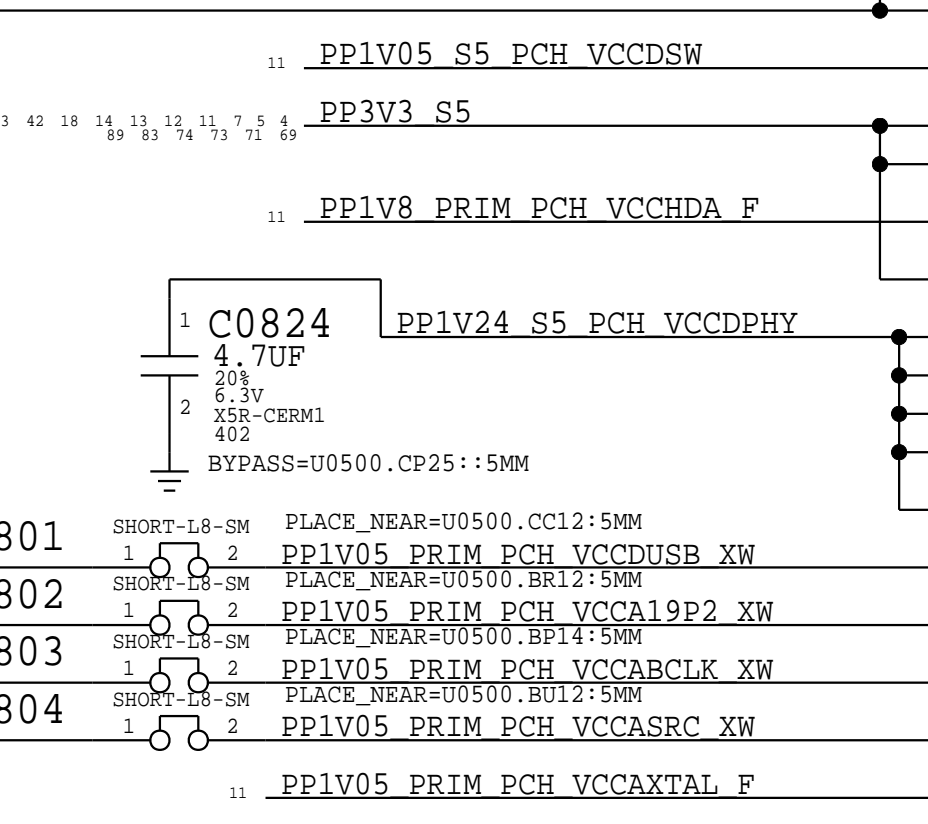 11 PP1V05_S5_PCH_VCCDSW
3 42 18 14 13 12 11 7 5 4 PP3V3_S5
89 83 74 73 71 69
11 PP1V8_PRIM_PCH_VCCHDA_F
1 C0824 PP1V24_S5_PCH_VCCDPHY
4.7UF
20%
6.3V
2 X5R-CERM1
402
BYPASS=U0500.CP25::5MM
801 SHORT-L8-SM PLACE_NEAR=U0500.CC12:5MM
1 2 PP1V05_PRIM_PCH_VCCDUSB_XW
802 SHORT-L8-SM PLACE_NEAR=U0500.BR12:5MM
1 2 PP1V05_PRIM_PCH_VCCA19P2_XW
803 SHORT-L8-SM PLACE_NEAR=U0500.BP14:5MM
1 2 PP1V05_PRIM_PCH_VCCABCLK_XW
804 SHORT-L8-SM PLACE_NEAR=U0500.BU12:5MM
1 2 PP1V05_PRIM_PCH_VCCASRC_XW
11 PP1V05_PRIM_PCH_VCCAXTAL_F